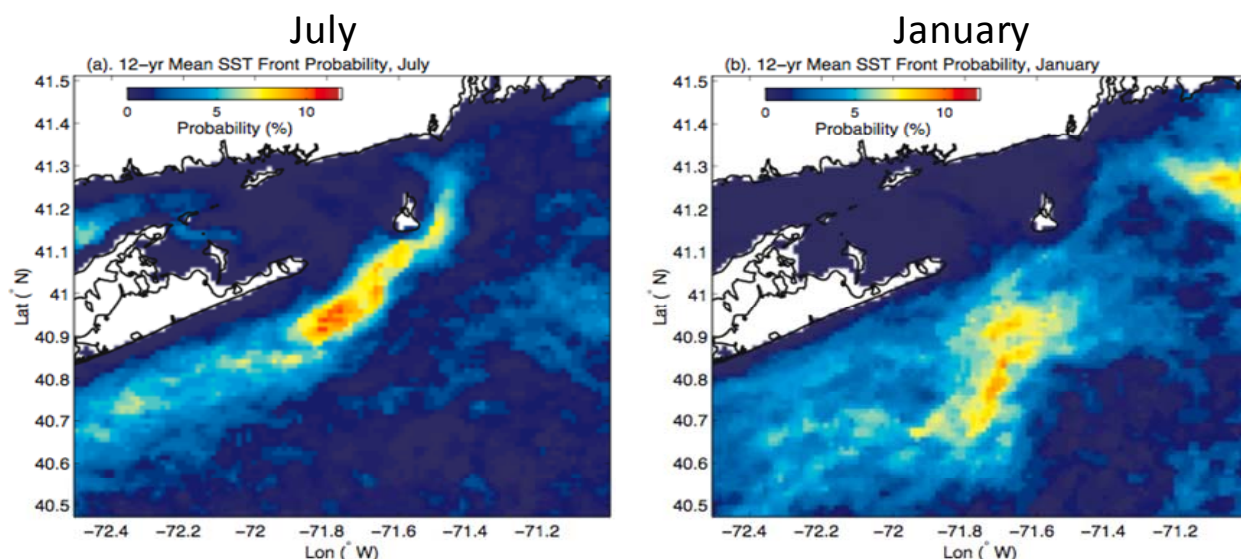 July
(a). 12-yr Mean SST Front Probability, July
41.5
41.4
41.3
41.2
41.1
41
40.9
40.8
40.7
40.6
40.5
Lat (° N)
0 5 10
Probability (%)
-72.4 -72.2 -72 -71.8 -71.6 -71.4 -71.2
Lon (° W)
January
(b). 12-yr Mean SST Front Probability, January
41.5
41.4
41.3
41.2
41.1
41
40.9
40.8
40.7
40.6
40.5
Lat (° N)
0 5 10
Probability (%)
-72.4 -72.2 -72 -71.8 -71.6 -71.4 -71.2
Lon (° W)